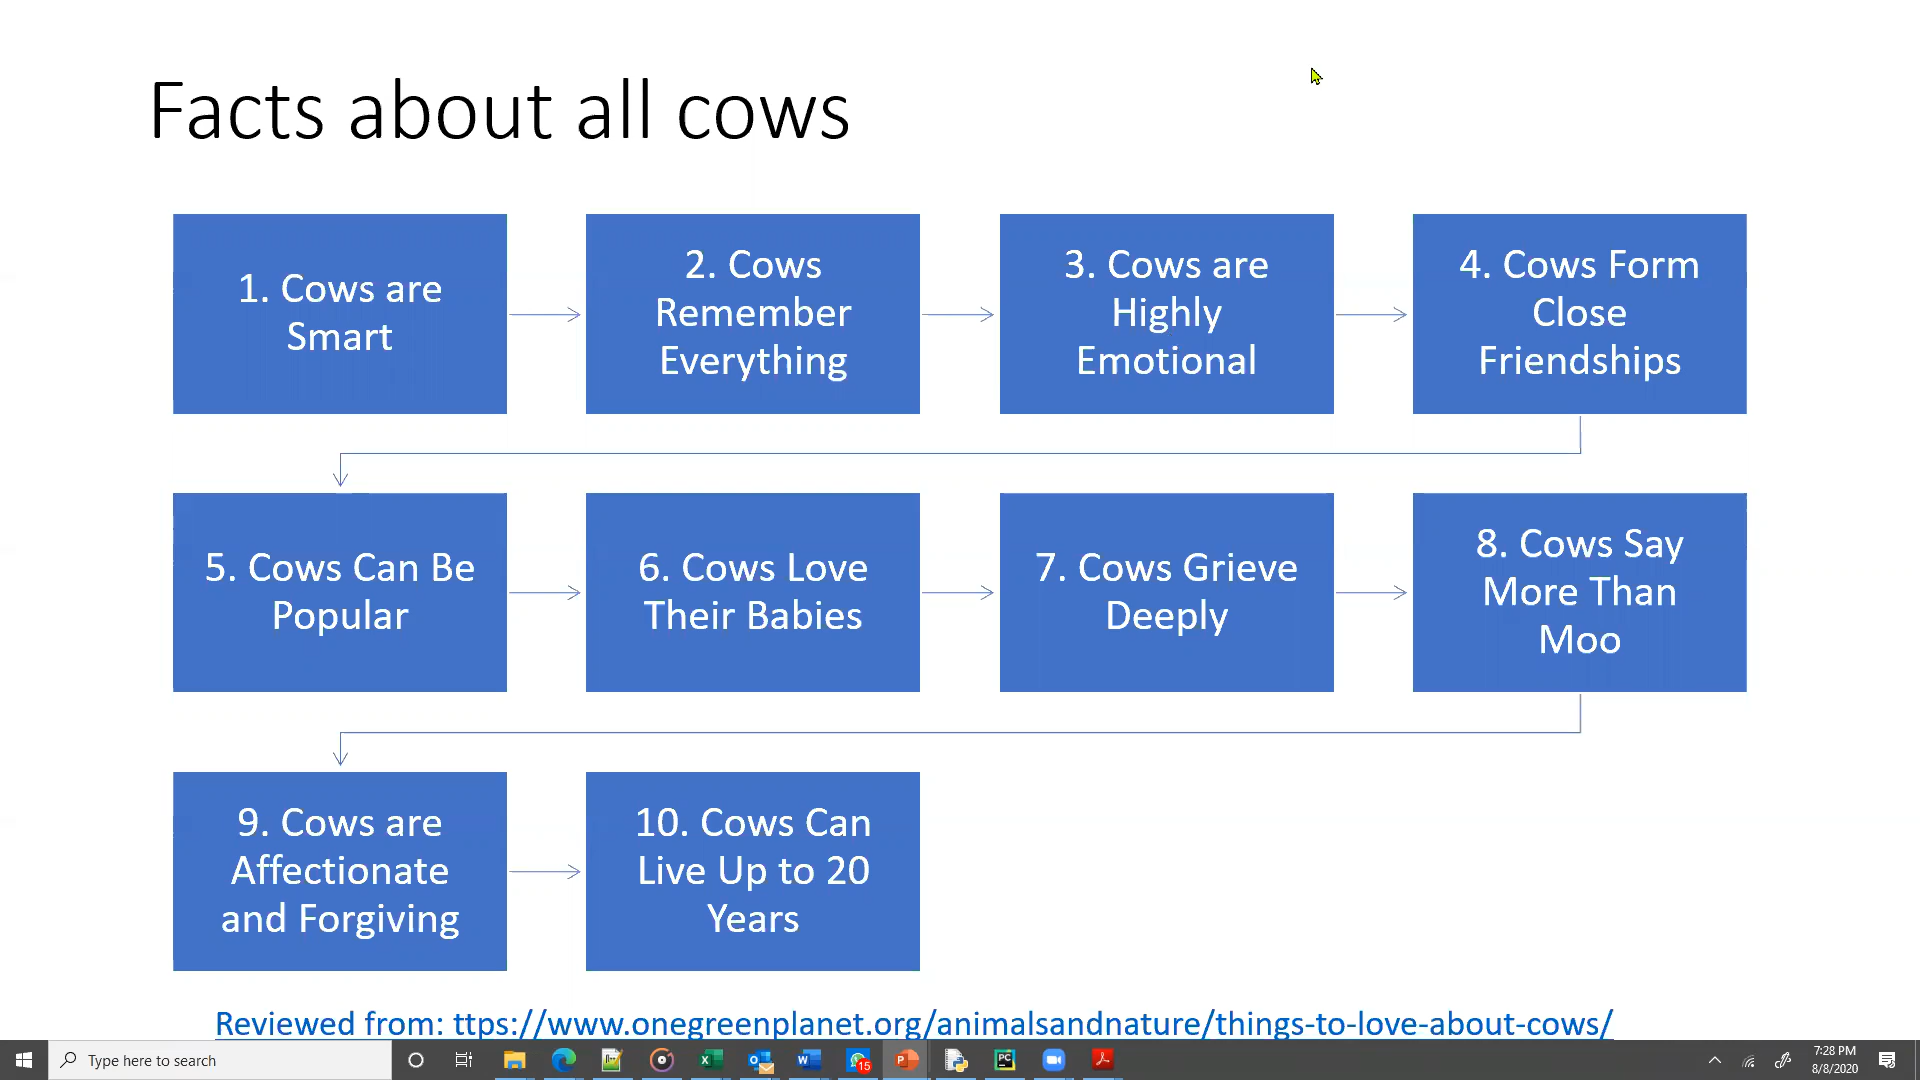 Facts about all cows
1. Cows are
Smart
2. Cows
Remember
Everything
3. Cows are
Highly
Emotional
4. Cows Form
Close
Friendships
5. Cows Can Be
Popular
6. Cows Love
Their Babies
7. Cows Grieve
Deeply
8. Cows Say
More Than
Moo
9. Cows are
Affectionate
and Forgiving
10. Cows Can
Live Up to 20
Years
Reviewed from: ttps://www.onegreenplanet.org/animalsandnature/things-to-love-about-cows/
Type here to search
15
7:28 PM
8/8/2020